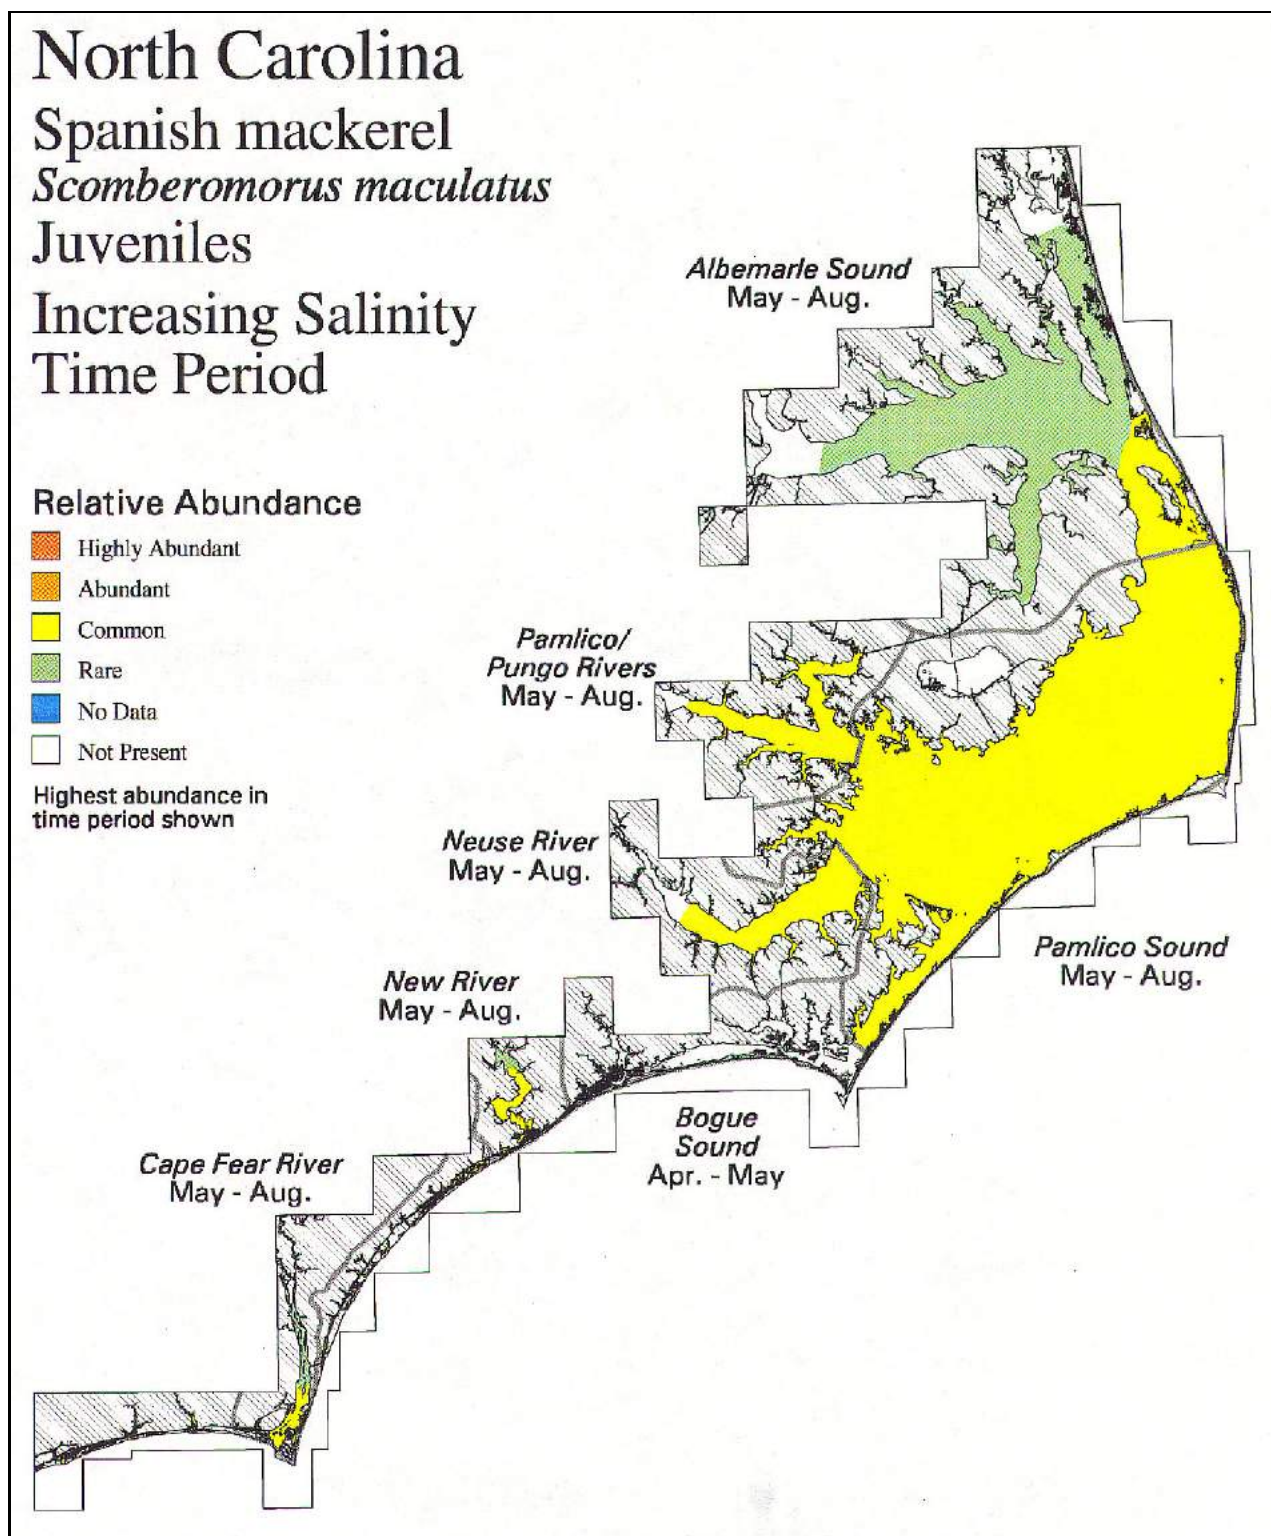 North Carolina
Spanish mackerel
Scomberomorus maculatus
Juveniles
Increasing Salinity
Time Period
Relative Abundance
Highly Abundant
Abundant
Common
Rare
No Data
Not Present
Highest abundance in
time period shown
Albemarle Sound
May - Aug.
Pamlico/
Pungo Rivers
May - Aug.
Neuse River
May - Aug.
Pamlico Sound
May - Aug.
New River
May - Aug.
Bogue
Sound
Apr. - May
Cape Fear River
May - Aug.